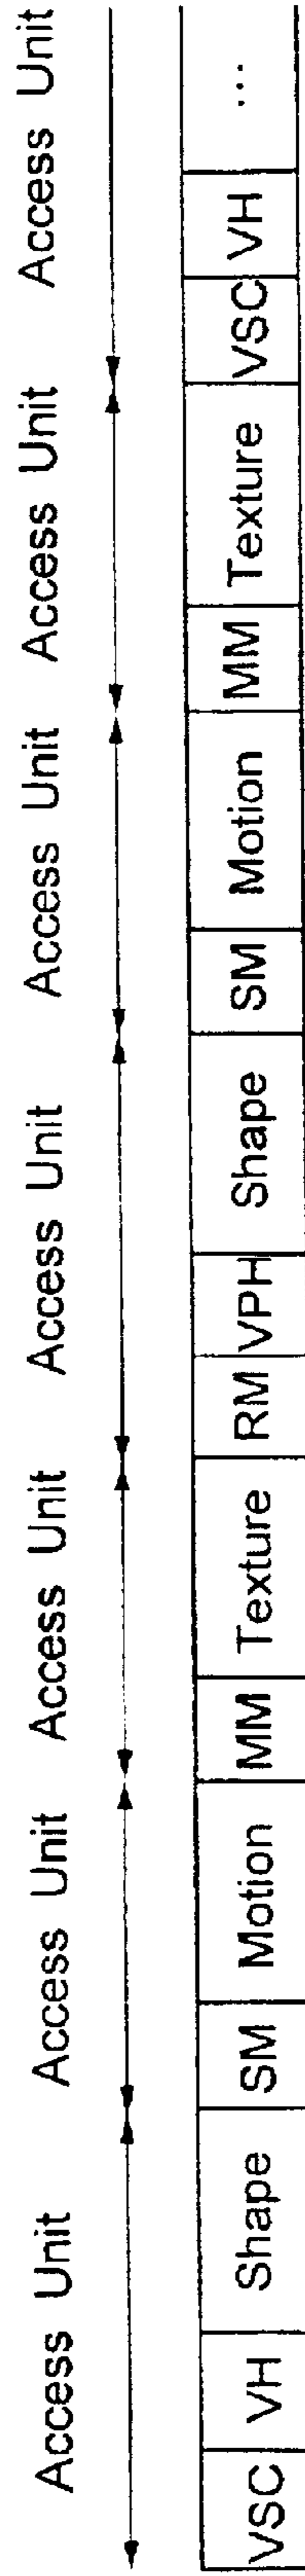 Access Unit Access Unit Access Unit Access Unit Access Unit Access Unit Access Unit
VSC VH Shape SM Motion MM Texture RM VPH Shape SM Motion MM Texture VSC VH ...